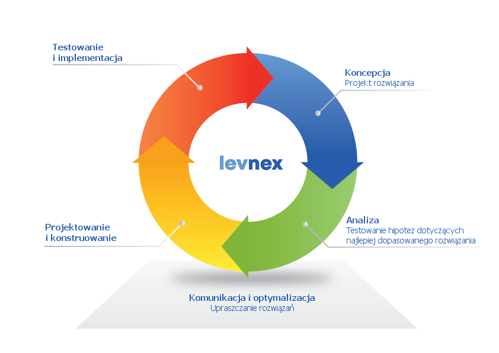 Testowanie
i implementacja
Koncepcja
Projekt rozwiązania
levnex
Projektowanie
i konstruowanie
Analiza
Testowanie hipotez dotyczących
najlepiej dopasowanego rozwiązania
Komunikacja i optymalizacja
Upraszczanie rozwiązań